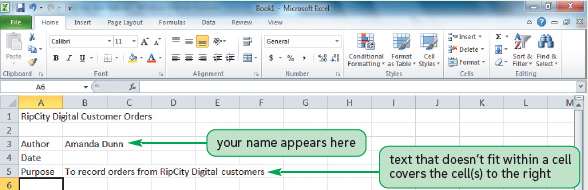 Book1 - Microsoft Excel
File Home Insert Page Layout Formulas Data Review View
Paste Calibri 11 A A General Conditional Formatting Format as Table Cell Styles Insert Delete Format Sort & Filter Find & Select
B I U $ % ,
Clipboard Font Alignment Number Styles Cells Editing
A6 fx
A B C D E F G H I J K L M
1 RipCity Digital Customer Orders
2
3 Author Amanda Dunn
your name appears here
4 Date
5 Purpose To record orders from RipCity Digital customers
text that doesn't fit within a cell
covers the cell(s) to the right
6